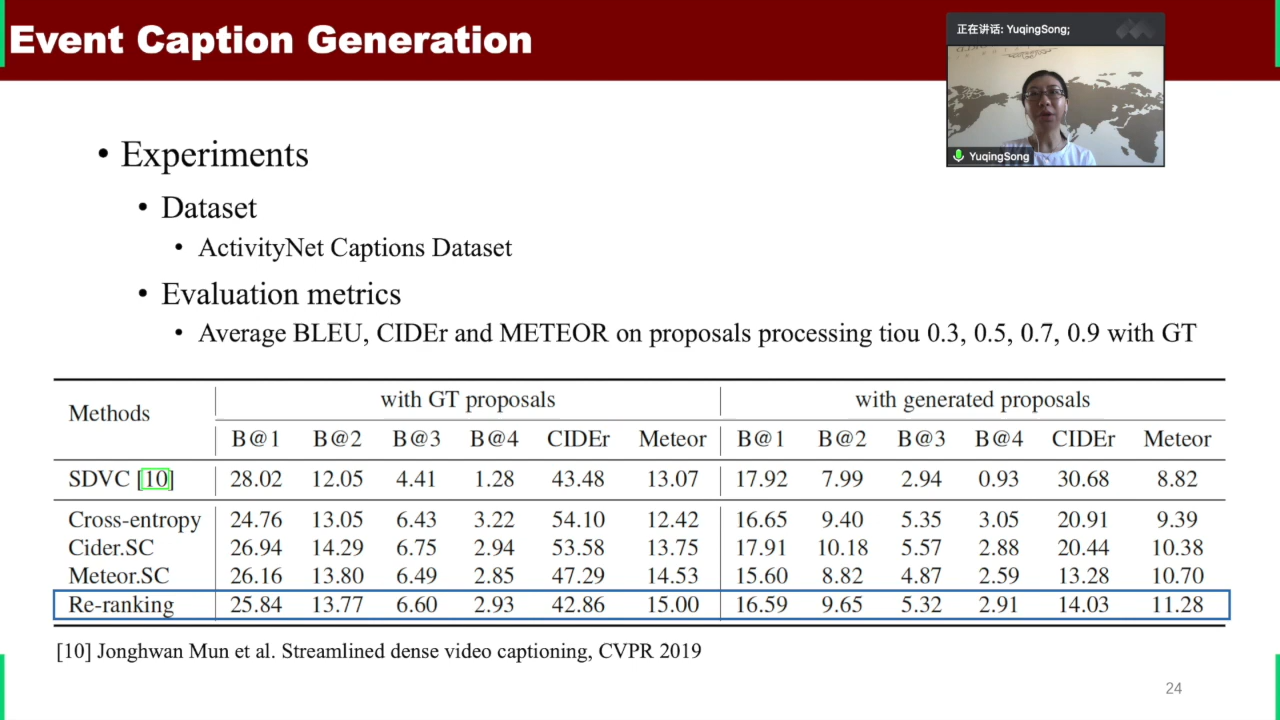 Event Caption Generation
正在讲话: YuqingSong;
YuqingSong
• Experiments
• Dataset
• ActivityNet Captions Dataset
• Evaluation metrics
• Average BLEU, CIDEr and METEOR on proposals processing tiou 0.3, 0.5, 0.7, 0.9 with GT
Methods with GT proposals with generated proposals
B@1 B@2 B@3 B@4 CIDEr Meteor B@1 B@2 B@3 B@4 CIDEr Meteor
SDVC [10] 28.02 12.05 4.41 1.28 43.48 13.07 17.92 7.99 2.94 0.93 30.68 8.82
Cross-entropy 24.76 13.05 6.43 3.22 54.10 12.42 16.65 9.40 5.35 3.05 20.91 9.39
Cider.SC 26.94 14.29 6.75 2.94 53.58 13.75 17.91 10.18 5.57 2.88 20.44 10.38
Meteor.SC 26.16 13.80 6.49 2.85 47.29 14.53 15.60 8.82 4.87 2.59 13.28 10.70
Re-ranking 25.84 13.77 6.60 2.93 42.86 15.00 16.59 9.65 5.32 2.91 14.03 11.28
[10] Jonghwan Mun et al. Streamlined dense video captioning, CVPR 2019
24